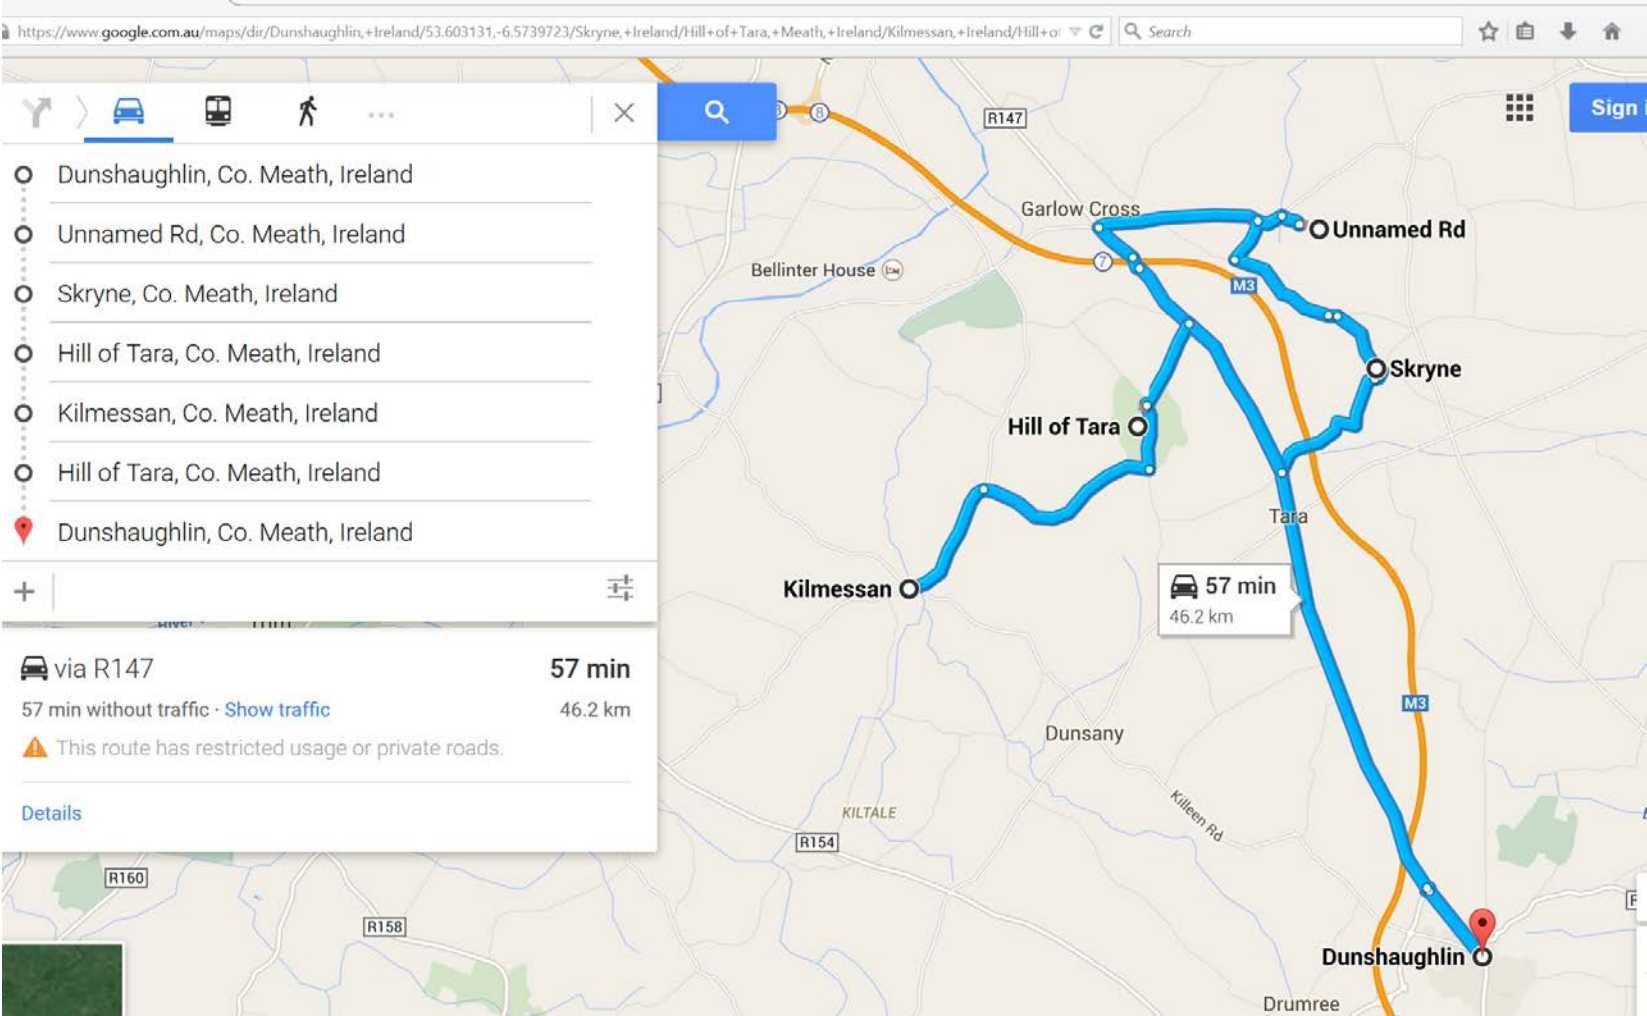 https://www.google.com.au/maps/dir/Dunshaughlin,+Ireland/53.603131,-6.5739723/Skryne,+Ireland/Hill+of+Tara,+Meath,+Ireland/Kilmessan,+Ireland/Hill+o
Search
Sign
Dunshaughlin, Co. Meath, Ireland
Unnamed Rd, Co. Meath, Ireland
Skryne, Co. Meath, Ireland
Hill of Tara, Co. Meath, Ireland
Kilmessan, Co. Meath, Ireland
Hill of Tara, Co. Meath, Ireland
Dunshaughlin, Co. Meath, Ireland
River
Trim
via R147
57 min
57 min without traffic · Show traffic
46.2 km
This route has restricted usage or private roads.
Details
R160
R158
8
R147
Garlow Cross
Unnamed Rd
Bellinter House
7
M3
Skryne
Hill of Tara
Tara
Kilmessan
57 min
46.2 km
M3
Dunsany
Killeen Rd
KILTALE
R154
Dunshaughlin
Drumree